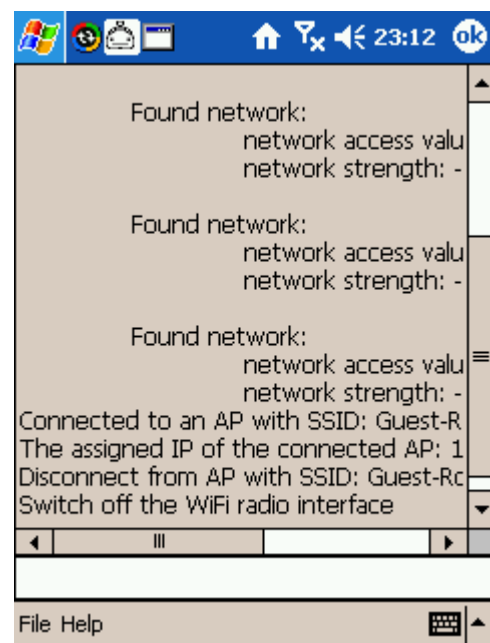 23:12 ok
Found network:
network access valu
network strength: -
Found network:
network access valu
network strength: -
Found network:
network access valu
network strength: -
Connected to an AP with SSID: Guest-R
The assigned IP of the connected AP: 1
Disconnect from AP with SSID: Guest-Ro
Switch off the WiFi radio interface
File Help